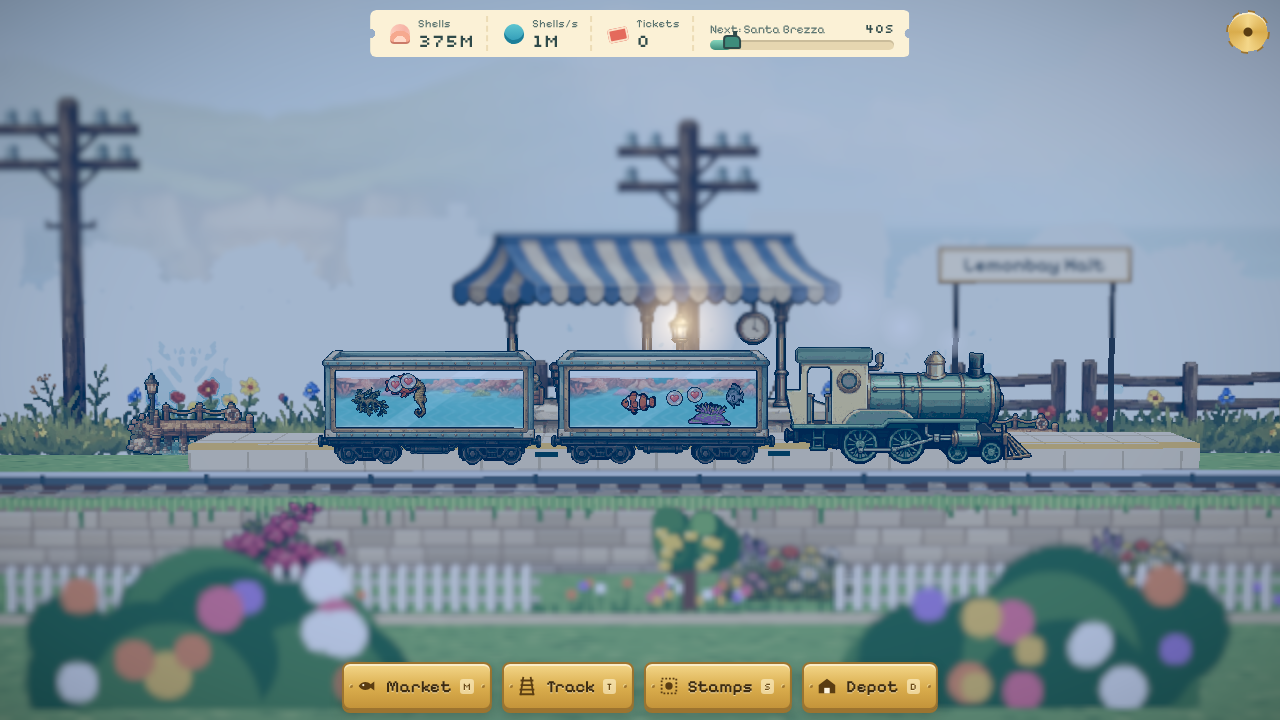 Shells
375M
Shells/s
1M
Tickets
0
Next: Santa Brezza
40S
Lemonbay Halt
Market M
Track T
Stamps S
Depot D